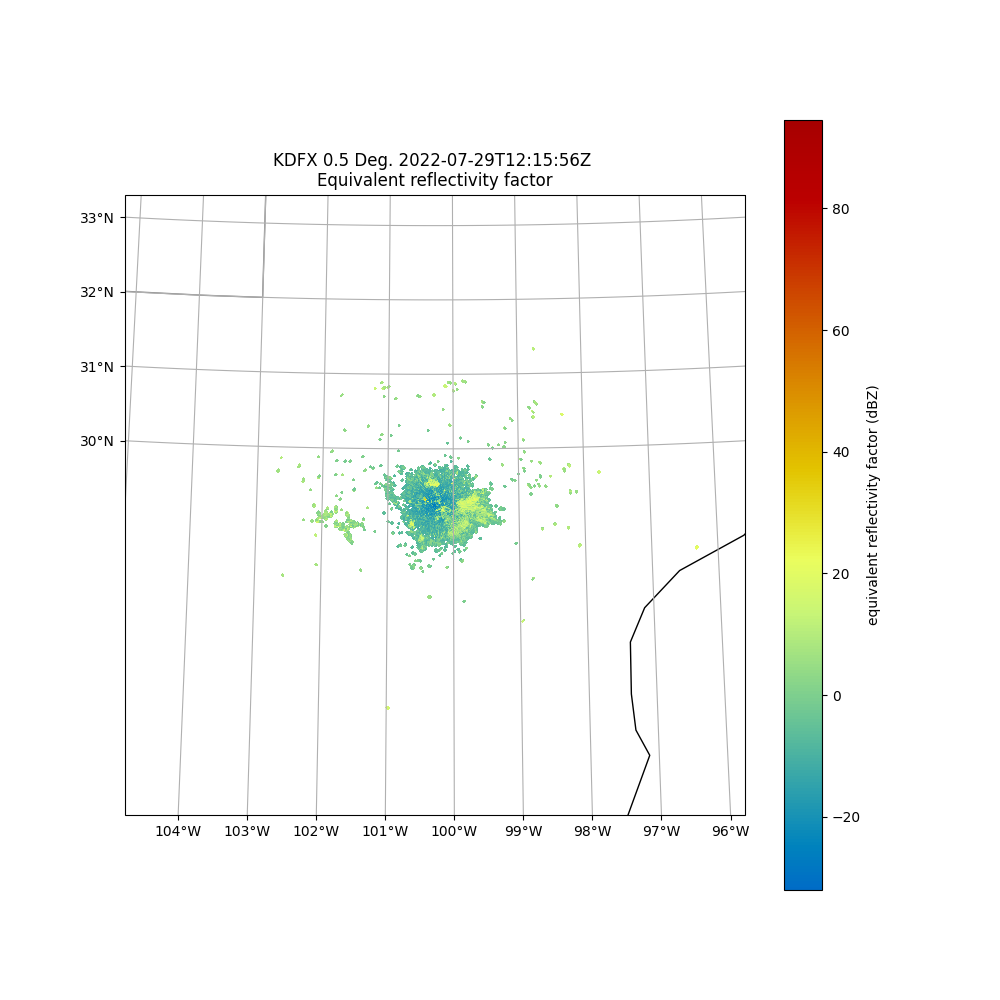 KDFX 0.5 Deg. 2022-07-29T12:15:56Z
Equivalent reflectivity factor
33°N
32°N
31°N
30°N
104°W
103°W
102°W
101°W
100°W
99°W
98°W
97°W
96°W
80
60
40
20
0
−20
equivalent reflectivity factor (dBZ)